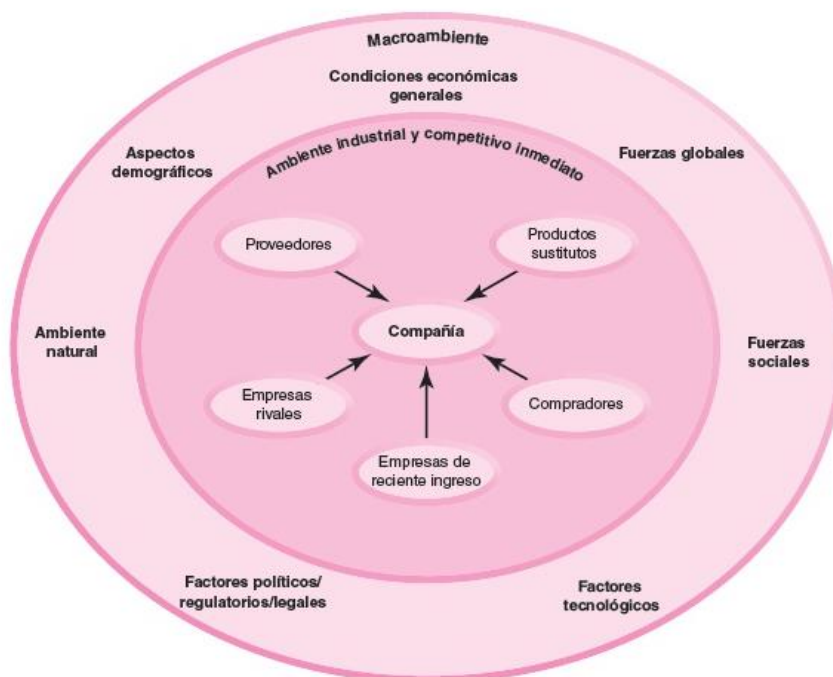 Macroambiente
Condiciones económicas
generales
Aspectos
demográficos
Ambiente industrial y competitivo inmediato
Fuerzas globales
Proveedores
Productos
sustitutos
Ambiente
natural
Compañía
Fuerzas
sociales
Empresas
rivales
Compradores
Empresas de
reciente ingreso
Factores políticos/
regulatorios/legales
Factores
tecnológicos